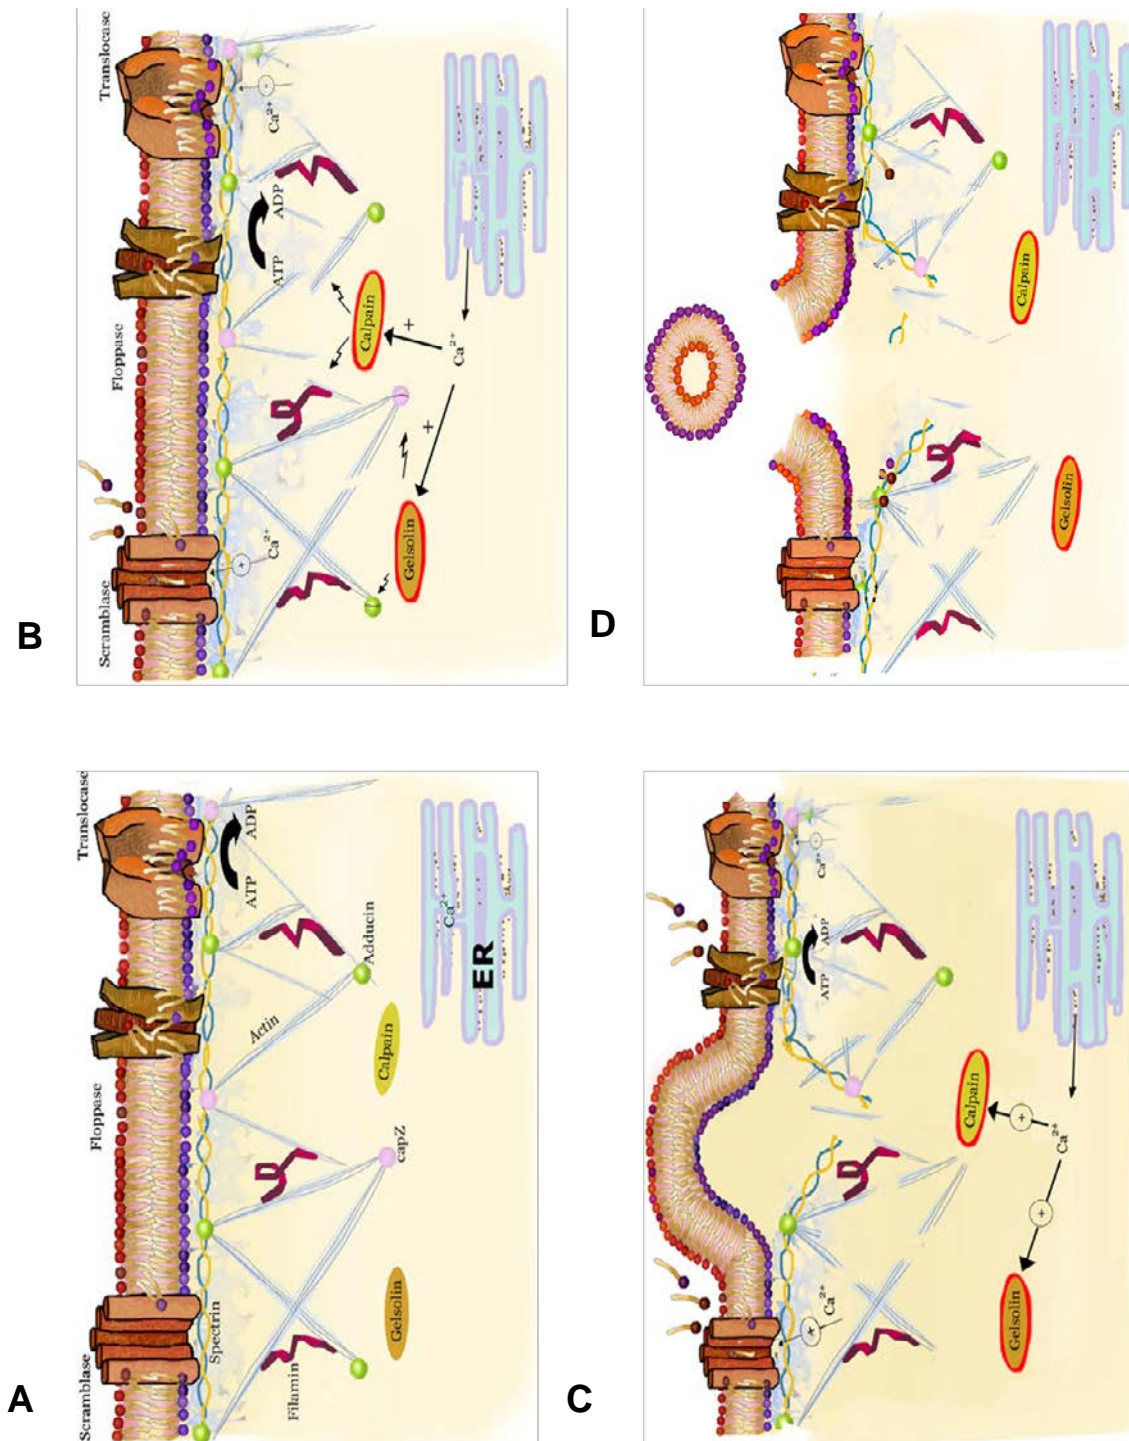 A
Scramblase
Floppase
Translocase
Spectrin
Filamin
Actin
Adducin
capZ
ATP
ADP
Gelsolin
Calpain
Ca2+
ER
B
Scramblase
Floppase
Translocase
Ca2+
+
ATP
ADP
Ca2+
-
Gelsolin
Calpain
+
+
Ca2+
C
Ca2+
+
ATP
ADP
Ca2+
Gelsolin
Calpain
+
+
Ca2+
D
Gelsolin
Calpain